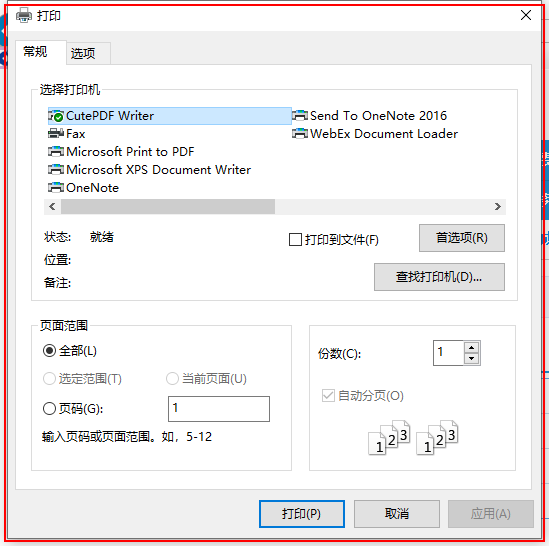 打印
常规
选项
选择打印机
CutePDF Writer
Send To OneNote 2016
Fax
WebEx Document Loader
Microsoft Print to PDF
Microsoft XPS Document Writer
OneNote
状态: 就绪
打印到文件(F)
首选项(R)
位置:
备注:
查找打印机(D)...
页面范围
全部(L)
选定范围(T)
当前页面(U)
页码(G): 1
输入页码或页面范围。如，5-12
份数(C): 1
自动分页(O)
1 2 3 1 2 3
打印(P)
取消
应用(A)